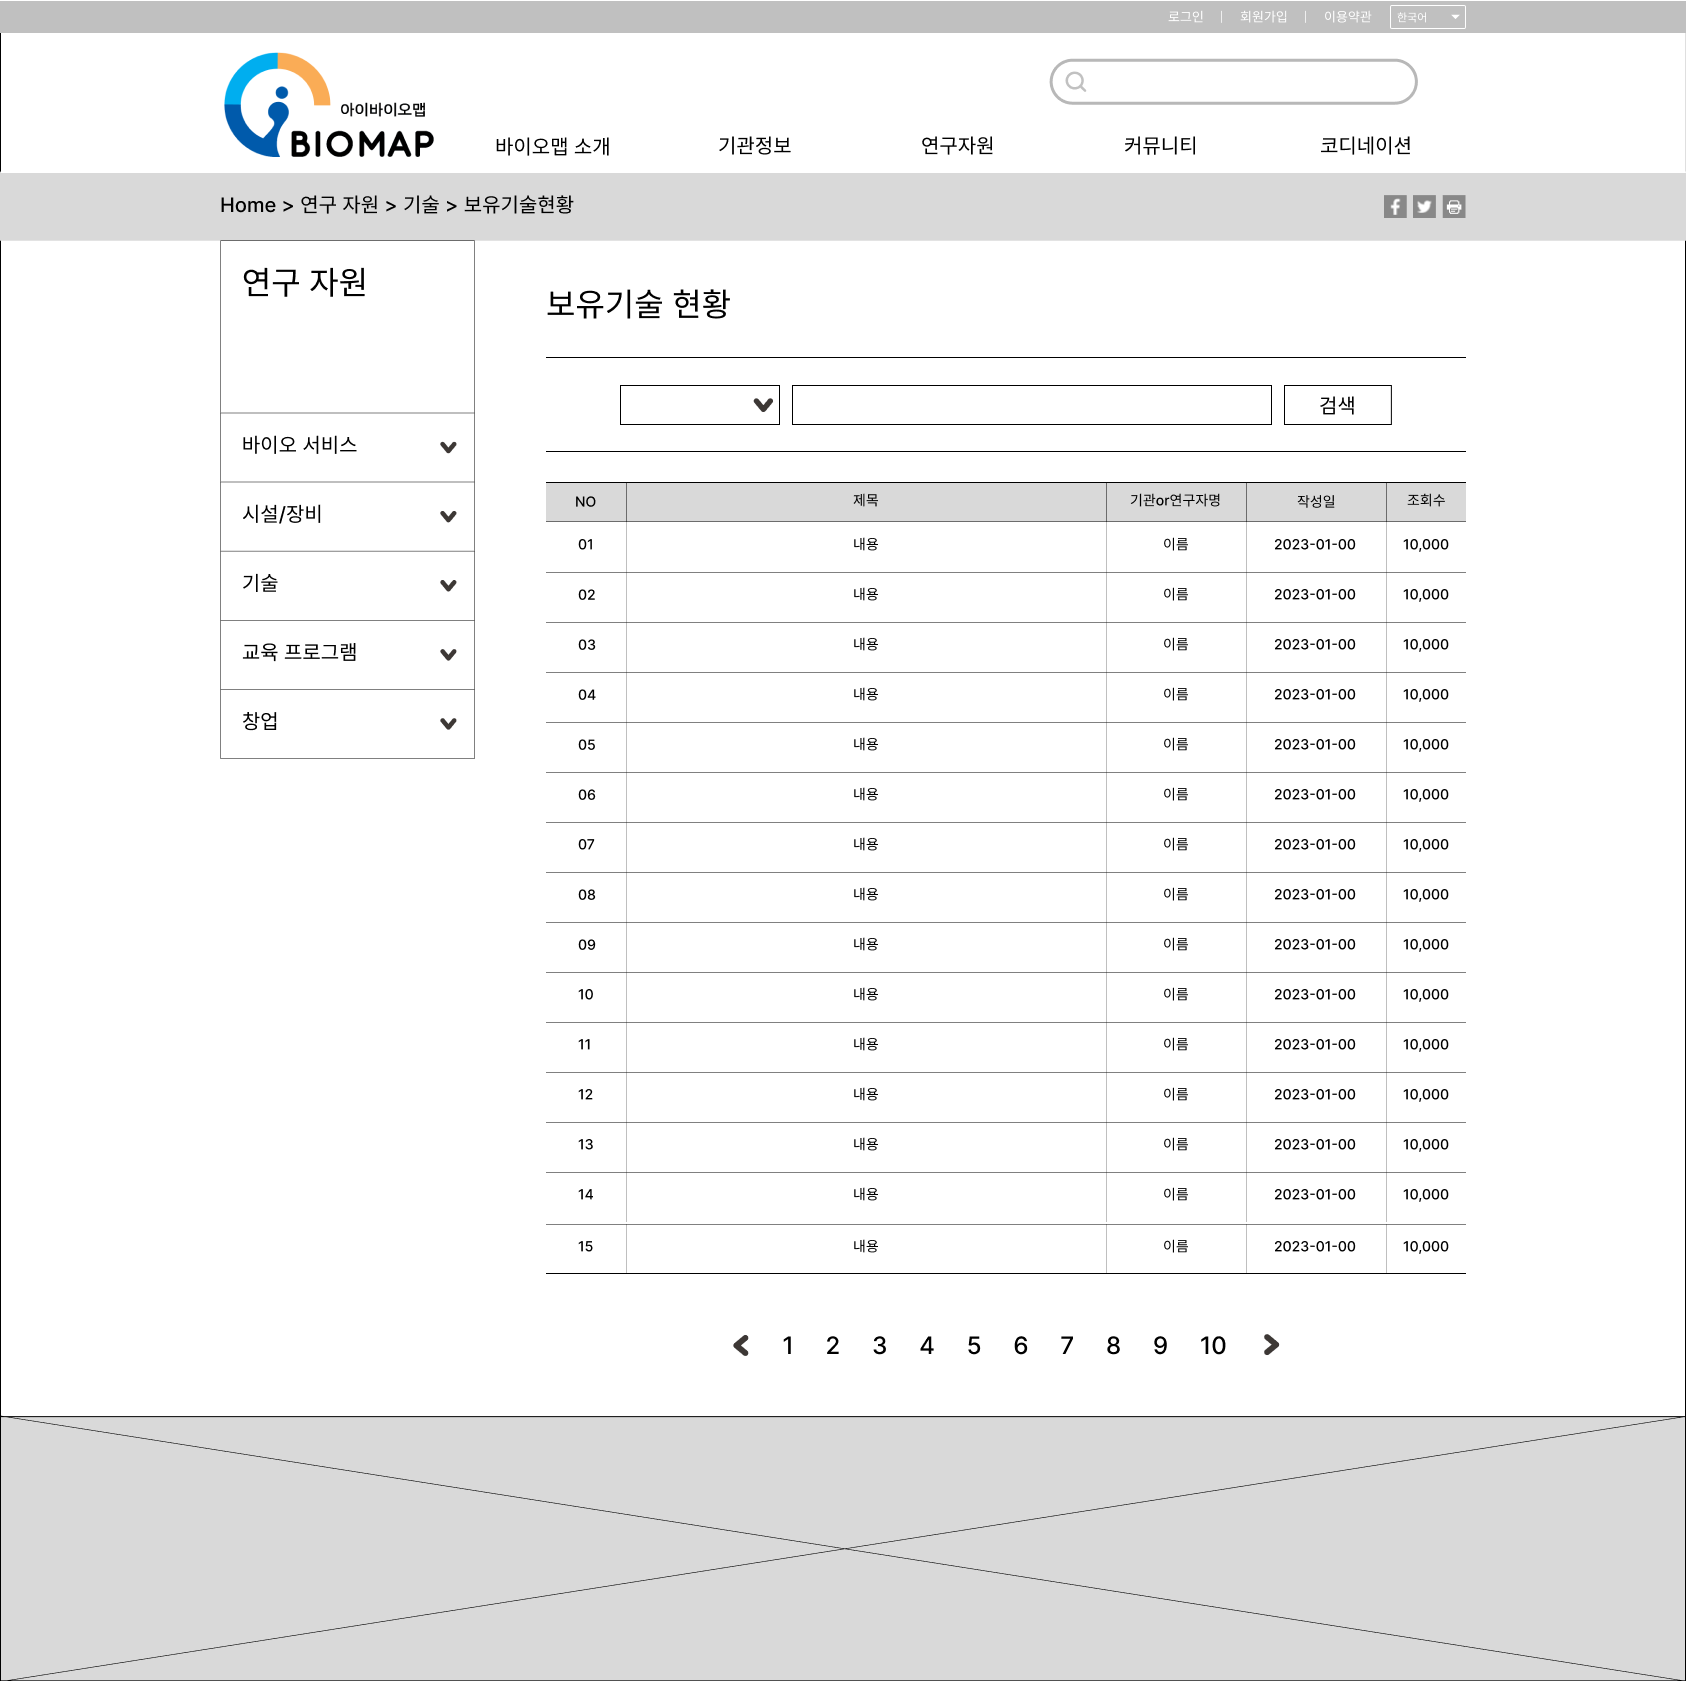 로그인 | 회원가입 | 이용약관 한국어
아이바이오맵
BIOMAP
바이오맵 소개 기관정보 연구자원 커뮤니티 코디네이션
Home > 연구 자원 > 기술 > 보유기술현황
연구 자원
바이오 서비스
시설/장비
기술
교육 프로그램
창업
보유기술 현황
검색
NO 제목 기관or연구자명 작성일 조회수
01 내용 이름 2023-01-00 10,000
02 내용 이름 2023-01-00 10,000
03 내용 이름 2023-01-00 10,000
04 내용 이름 2023-01-00 10,000
05 내용 이름 2023-01-00 10,000
06 내용 이름 2023-01-00 10,000
07 내용 이름 2023-01-00 10,000
08 내용 이름 2023-01-00 10,000
09 내용 이름 2023-01-00 10,000
10 내용 이름 2023-01-00 10,000
11 내용 이름 2023-01-00 10,000
12 내용 이름 2023-01-00 10,000
13 내용 이름 2023-01-00 10,000
14 내용 이름 2023-01-00 10,000
15 내용 이름 2023-01-00 10,000
1 2 3 4 5 6 7 8 9 10